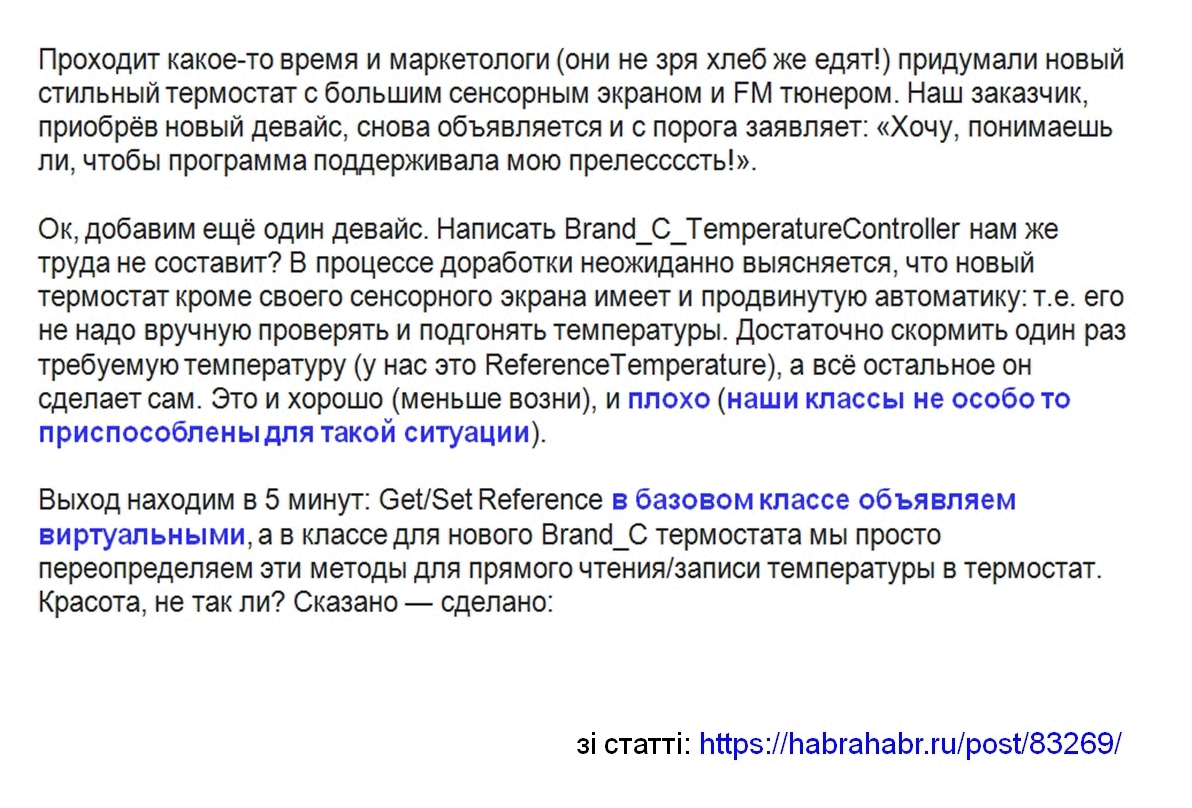 Проходит какое-то время и маркетологи (они не зря хлеб же едят!) придумали новый
стильный термостат с большим сенсорным экраном и FM тюнером. Наш заказчик,
приобрёв новый девайс, снова объявляется и с порога заявляет: «Хочу, понимаешь
ли, чтобы программа поддерживала мою прелесссcть!».
Ок, добавим ещё один девайс. Написать Brand_C_TemperatureController нам же
труда не составит? В процессе доработки неожиданно выясняется, что новый
термостат кроме своего сенсорного экрана имеет и продвинутую автоматику: т.е. его
не надо вручную проверять и подгонять температуры. Достаточно скормить один раз
требуемую температуру (у нас это ReferenceTemperature), а всё остальное он
сделает сам. Это и хорошо (меньше возни), и плохо (наши классы не особо то
приспособлены для такой ситуации).
Выход находим в 5 минут: Get/Set Reference в базовом классе объявляем
виртуальными, а в классе для нового Brand_C термостата мы просто
переопределяем эти методы для прямого чтения/записи температуры в термостат.
Красота, не так ли? Сказано — сделано:
зі статті: https://habrahabr.ru/post/83269/